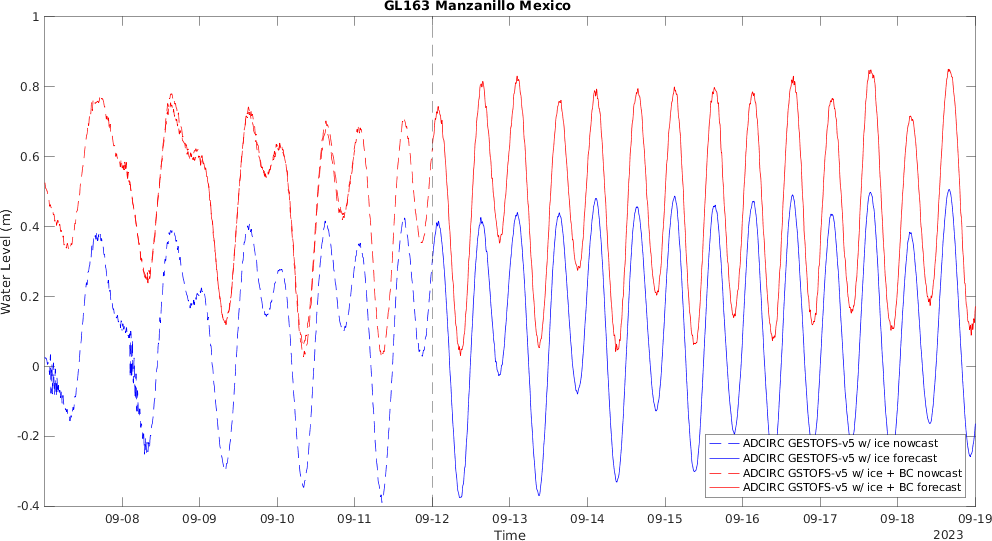 GL163 Manzanillo Mexico
Water Level (m)
1
0.8
0.6
0.4
0.2
0
-0.2
-0.4
ADCIRC GESTOFS-v5 w/ ice nowcast
ADCIRC GESTOFS-v5 w/ ice forecast
ADCIRC GSTOFS-v5 w/ ice + BC nowcast
ADCIRC GSTOFS-v5 w/ ice + BC forecast
09-08 09-09 09-10 09-11 09-12 09-13 09-14 09-15 09-16 09-17 09-18 09-19
Time
2023